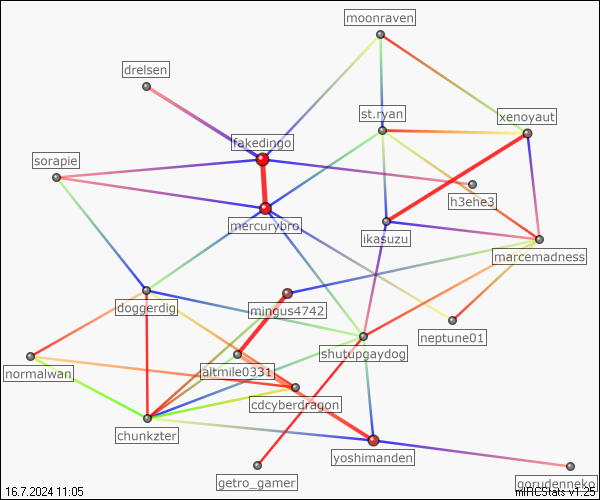 moonraven
drelsen
st.ryan
xenoyaut
fakedingo
sorapie
h3ehe3
mercurybro
ikasuzu
marcemadness
doggerdig
mingus4742
neptune01
shutupgaydog
normalwan
altmile0331
cdcyberdragon
chunkzter
yoshimanden
getro_gamer
gorudenneko
16.7.2024 11:05
mIRCStats v1.25